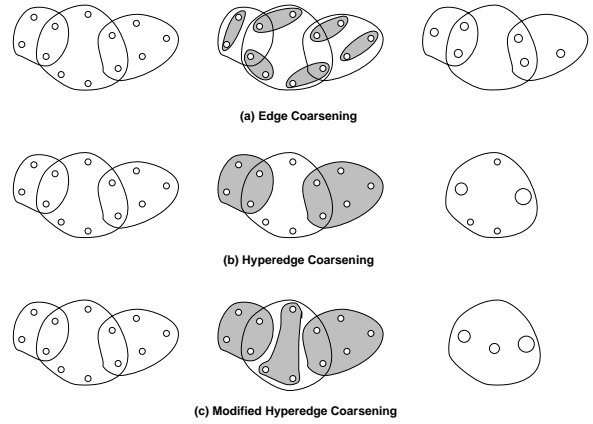 (a) Edge Coarsening
(b) Hyperedge Coarsening
(c) Modified Hyperedge Coarsening